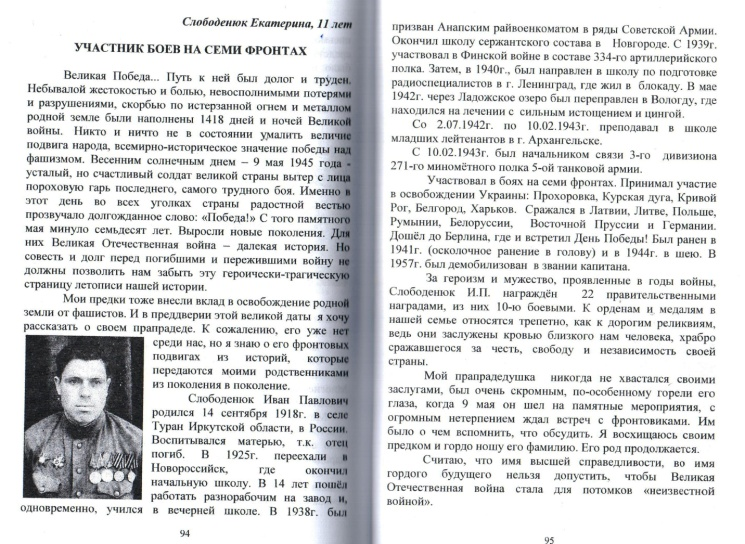 Слободенюк Екатерина, 11 лет
УЧАСТНИК БОЕВ НА СЕМИ ФРОНТАХ
Великая Победа... Путь к ней был долог и труден.
Небывалой жестокостью и болью, невосполнимыми потерями
и разрушениями, скорбью по истерзанной огнем и металлом
родной земле были наполнены 1418 дней и ночей Великой
войны. Никто и ничто не в состоянии умалить величие
подвига народа, всемирно-историческое значение победы над
фашизмом. Весенним солнечным днем – 9 мая 1945 года -
усталый, но счастливый солдат великой страны вытер с лица
пороховую гарь последнего, самого трудного боя. Именно в
этот день во всех уголках страны радостной вестью
прозвучало долгожданное слово: «Победа!» С того памятного
мая минуло семьдесят лет. Выросли новые поколения. Для
них Великая Отечественная война – далекая история. Но
совесть и долг перед погибшими и пережившими войну не
должны позволить нам забыть эту героически-трагическую
страницу летописи нашей истории.
Мои предки тоже внесли вклад в освобождение родной
земли от фашистов. И в преддверии этой великой даты я хочу
рассказать о своем прапрадеде. К сожалению, его уже нет
среди нас, но я знаю о его фронтовых
подвигах из историй, которые
передаются моими родственниками
из поколения в поколение.
Слободенюк Иван Павлович
родился 14 сентября 1918г. в селе
Туран Иркутской области, в России.
Воспитывался матерью, т.к. отец
погиб. В 1925г. переехали в
Новороссийск, где окончил
начальную школу. В 14 лет пошёл
работать разнорабочим на завод и,
одновременно, учился в вечерней школе. В 1938г. был
94
призван Анапским райвоенкоматом в ряды Советской Армии.
Окончил школу сержантского состава в Новгороде. С 1939г.
участвовал в Финской войне в составе 334-го артиллерийского
полка. Затем, в 1940г., был направлен в школу по подготовке
радиоспециалистов в г. Ленинград, где жил в блокаду. В мае
1942г. через Ладожское озеро был переправлен в Вологду, где
находился на лечении с сильным истощением и цингой.
Со 2.07.1942г. по 10.02.1943г. преподавал в школе
младших лейтенантов в г. Архангельске.
С 10.02.1943г. был начальником связи 3-го дивизиона
271-го миномётного полка 5-ой танковой армии.
Участвовал в боях на семи фронтах. Принимал участие
в освобождении Украины: Прохоровка, Курская дуга, Кривой
Рог, Белгород, Харьков. Сражался в Латвии, Литве, Польше,
Румынии, Белоруссии, Восточной Пруссии и Германии.
Дошёл до Берлина, где и встретил День Победы! Был ранен в
1941г. (осколочное ранение в голову) и в 1944г. в шею. В
1957г. был демобилизован в звании капитана.
За героизм и мужество, проявленные в годы войны,
Слободенюк И.П. награждён 22 правительственными
наградами, из них 10-ю боевыми. К орденам и медалям в
нашей семье относятся трепетно, как к дорогим реликвиям,
ведь они заслужены кровью близкого нам человека, храбро
сражавшегося за честь, свободу и независимость своей
страны.
Мой прапрадедушка никогда не хвастался своими
заслугами, был очень скромным, по-особенному горели его
глаза, когда 9 мая он шел на памятные мероприятия, с
огромным нетерпением ждал встреч с фронтовиками. Им
было о чем вспомнить, что обсудить. Я восхищаюсь своим
предком и гордо ношу его фамилию. Его род продолжается.
Считаю, что имя высшей справедливости, во имя
гордого будущего нельзя допустить, чтобы Великая
Отечественная война стала для потомков «неизвестной
войной».
95